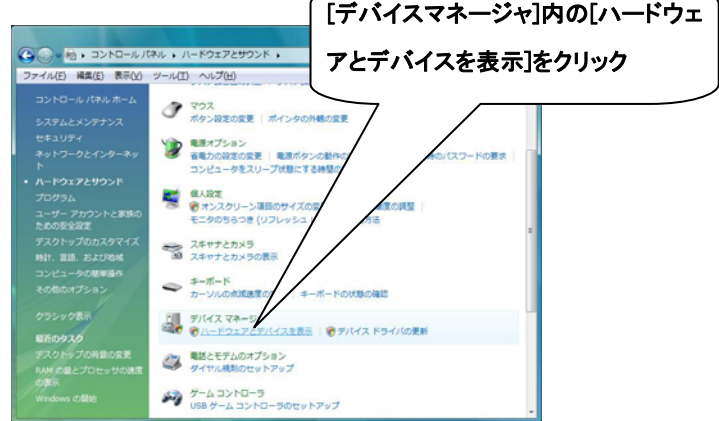 [デバイスマネージャ]内の[ハードウェ
アとデバイスを表示]をクリック
コントロール パネル ▸ ハードウェアとサウンド ▸
ファイル(F) 編集(E) 表示(V) ツール(T) ヘルプ(H)
コントロール パネル ホーム
システムとメンテナンス
セキュリティ
ネットワークとインターネッ
ト
• ハードウェアとサウンド
プログラム
ユーザー アカウントと家族の
ための安全設定
デスクトップのカスタマイズ
時計、言語、および地域
コンピュータの簡単操作
その他のオプション
クラシック表示
最近のタスク
デスクトップの背景の変更
RAM の量とプロセッサの速度
の表示
Windows の開始
マウス
ボタン設定の変更 | ポインタの外観の変更
電源オプション
省電力の設定の変更 | 電源ボタンの動作の のパスワードの要求
コンピュータをスリープ状態にする時間の
個人設定
オンスクリーン項目のサイズの変 度の調整
モニタのちらつき (リフレッシュ 方法
スキャナとカメラ
スキャナとカメラの表示
キーボード
カーソルの点滅速度の | キーボードの状態の確認
デバイス マネージ
ハードウェアとデバイスを表示 | デバイス ドライバの更新
電話とモデムのオプション
ダイヤル規則のセットアップ
ゲーム コントローラ
USB ゲーム コントローラのセットアップ